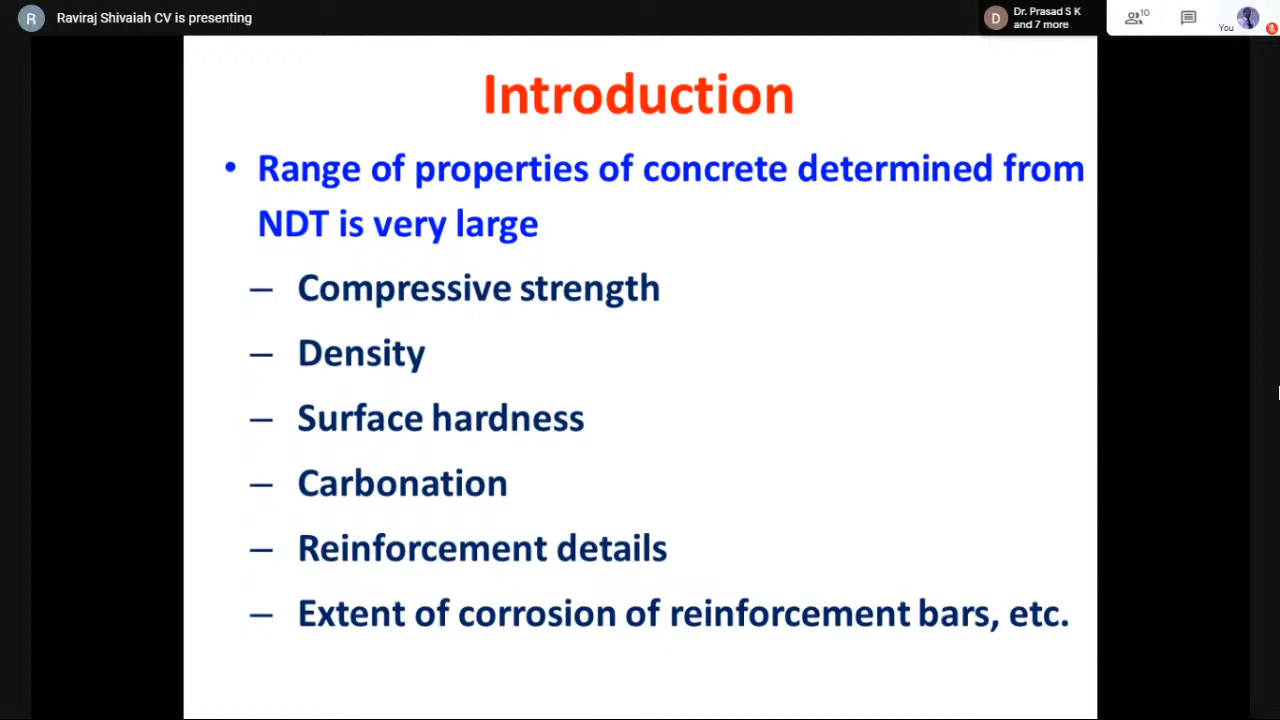 R Raviraj Shivaiah CV is presenting
D Dr. Prasad S K
and 7 more
10
You
Introduction
• Range of properties of concrete determined from
NDT is very large
– Compressive strength
– Density
– Surface hardness
– Carbonation
– Reinforcement details
– Extent of corrosion of reinforcement bars, etc.